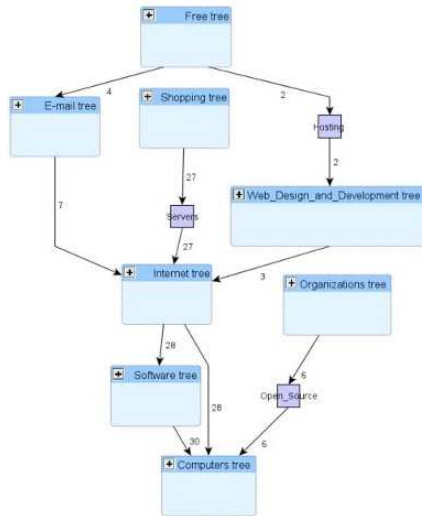 Free tree
4
2
E-mail tree
Shopping tree
Hosting
27
2
7
Servers
Web_Design_and_Development tree
27
Internet tree
3
Organizations tree
28
6
Software tree
28
Open_Source
30
6
Computers tree